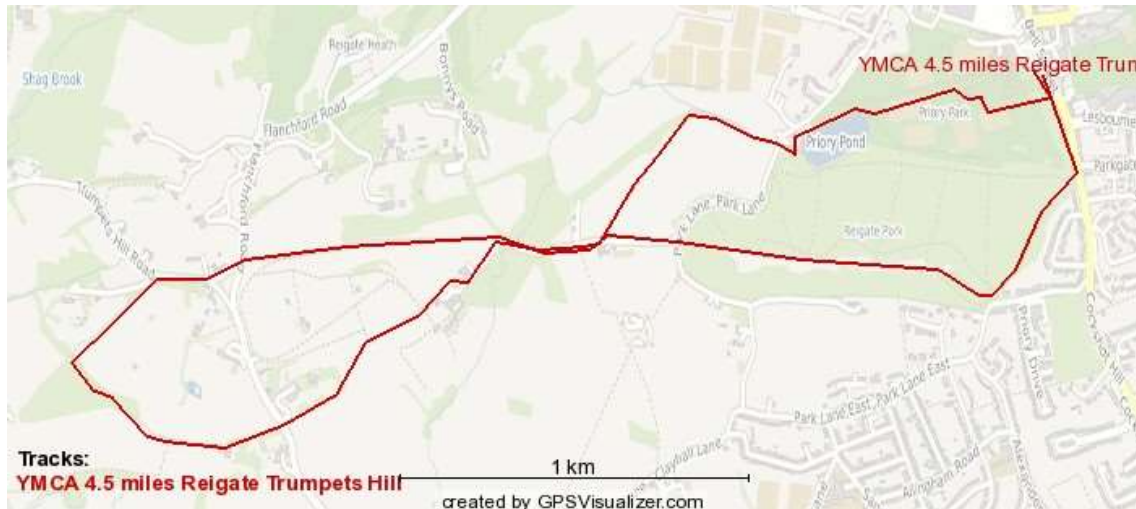 YMCA 4.5 miles Reigate Trum
Bell S
Reigate Heath
Bonnys Road
Shag Brook
Flanchford Road
Priory Park
Lesbourne
Priory Pond
Parkgate
Trumpets Hill Road
Flanchford Road
Park Lane, Park Lane
Reigate Park
Cockshot Hill
Priory Drive
Park Lane East, Park Lane East
Clayhall Lane
Allingham Road
Tracks:
YMCA 4.5 miles Reigate Trumpets Hill
1 km
created by GPSVisualizer.com